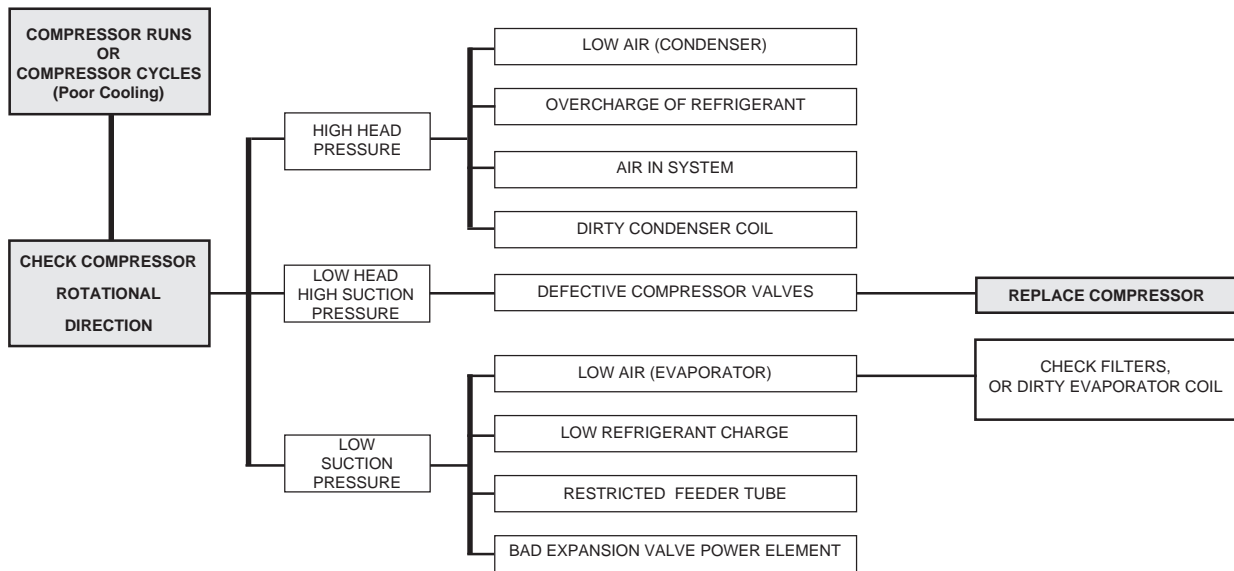 COMPRESSOR RUNS
OR
COMPRESSOR CYCLES
(Poor Cooling)
CHECK COMPRESSOR
ROTATIONAL
DIRECTION
HIGH HEAD
PRESSURE
LOW AIR (CONDENSER)
OVERCHARGE OF REFRIGERANT
AIR IN SYSTEM
DIRTY CONDENSER COIL
LOW HEAD
HIGH SUCTION
PRESSURE
DEFECTIVE COMPRESSOR VALVES
REPLACE COMPRESSOR
LOW
SUCTION
PRESSURE
LOW AIR (EVAPORATOR)
CHECK FILTERS,
OR DIRTY EVAPORATOR COIL
LOW REFRIGERANT CHARGE
RESTRICTED FEEDER TUBE
BAD EXPANSION VALVE POWER ELEMENT